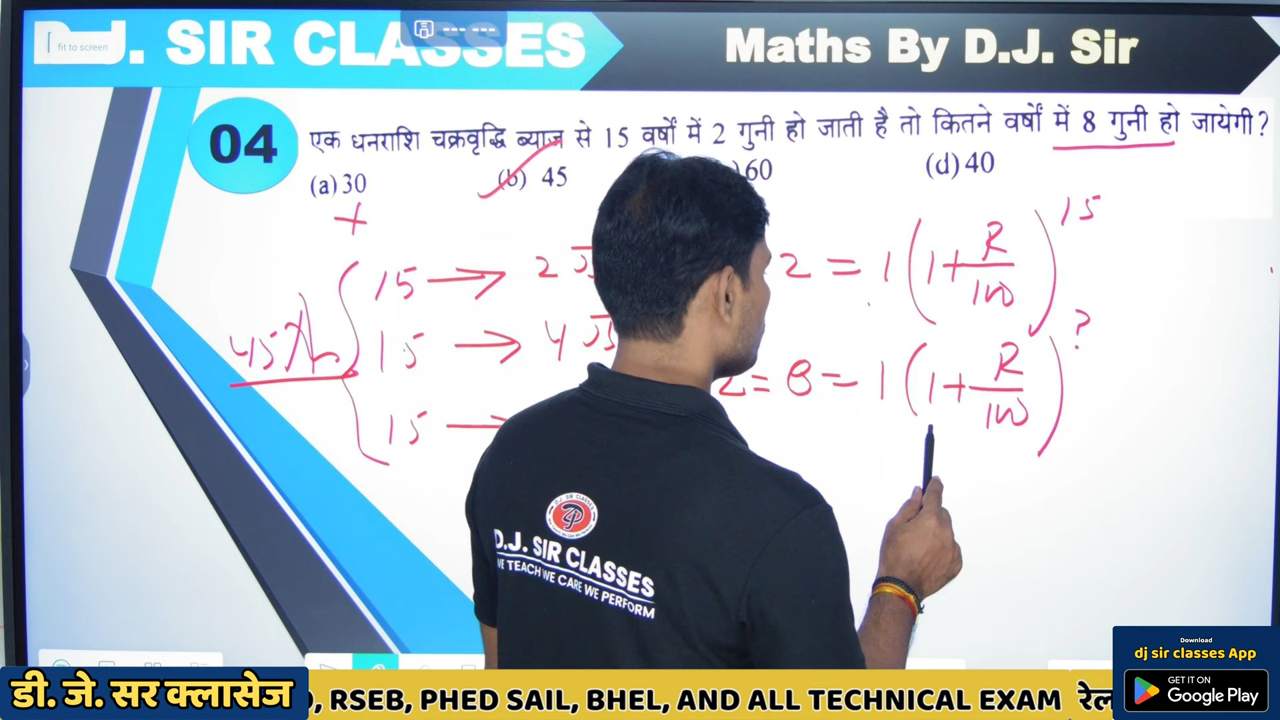 D.J. SIR CLASSES
fit to screen
Maths By D.J. Sir
04
एक धनराशि चक्रवृद्धि ब्याज से 15 वर्षों में 2 गुनी हो जाती है तो कितने वर्षों में 8 गुनी हो जायेगी?
(a) 30
(b) 45
)60
(d) 40
15 → 2
15 → 4
15 →
45
2 = 1(1+R/100)^15
2= 8= 1(1+R/100)^?
D.J. SIR CLASSES
D.J. SIR CLASSES
WE TEACH WE CARE WE PERFORM
Download
dj sir classes App
GET IT ON
Google Play
डी. जे. सर क्लासेज
, RSEB, PHED SAIL, BHEL, AND ALL TECHNICAL EXAM